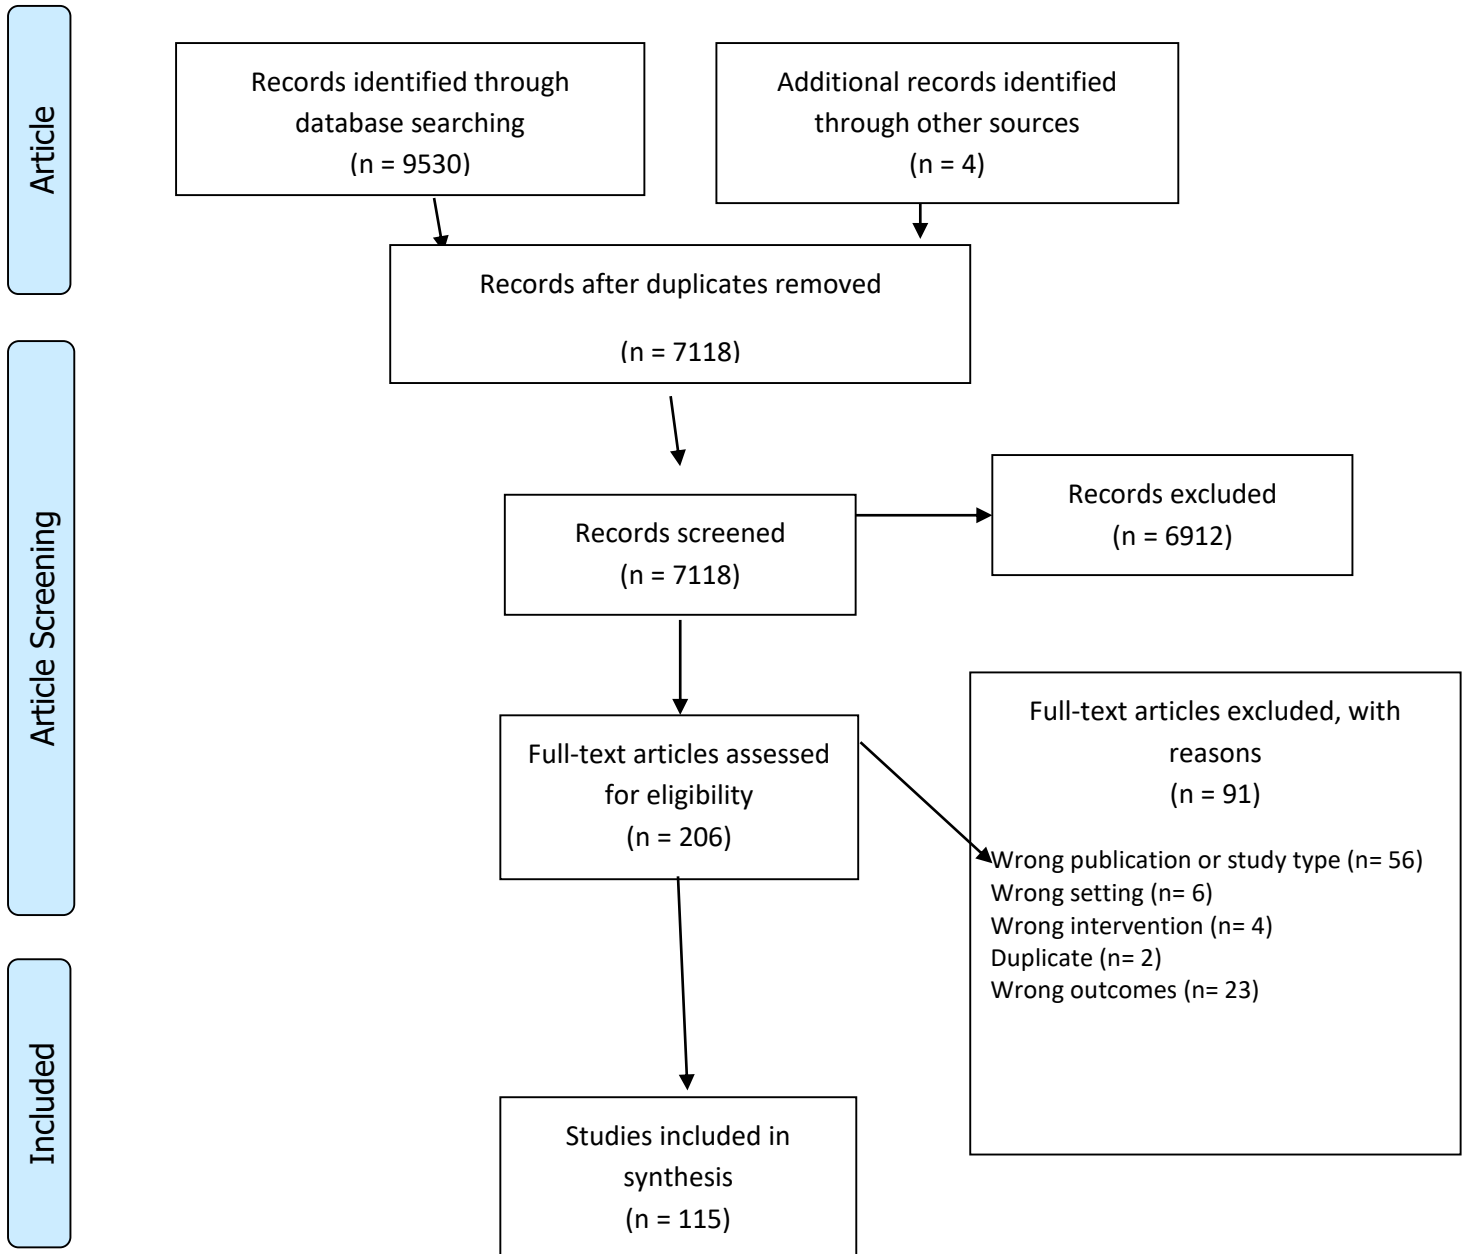 Article
Records identified through
database searching
(n = 9530)
Additional records identified
through other sources
(n = 4)
Records after duplicates removed
(n = 7118)
Article Screening
Records screened
(n = 7118)
Records excluded
(n = 6912)
Full-text articles assessed
for eligibility
(n = 206)
Full-text articles excluded, with
reasons
(n = 91)
Wrong publication or study type (n= 56)
Wrong setting (n= 6)
Wrong intervention (n= 4)
Duplicate (n= 2)
Wrong outcomes (n= 23)
Included
Studies included in
synthesis
(n = 115)